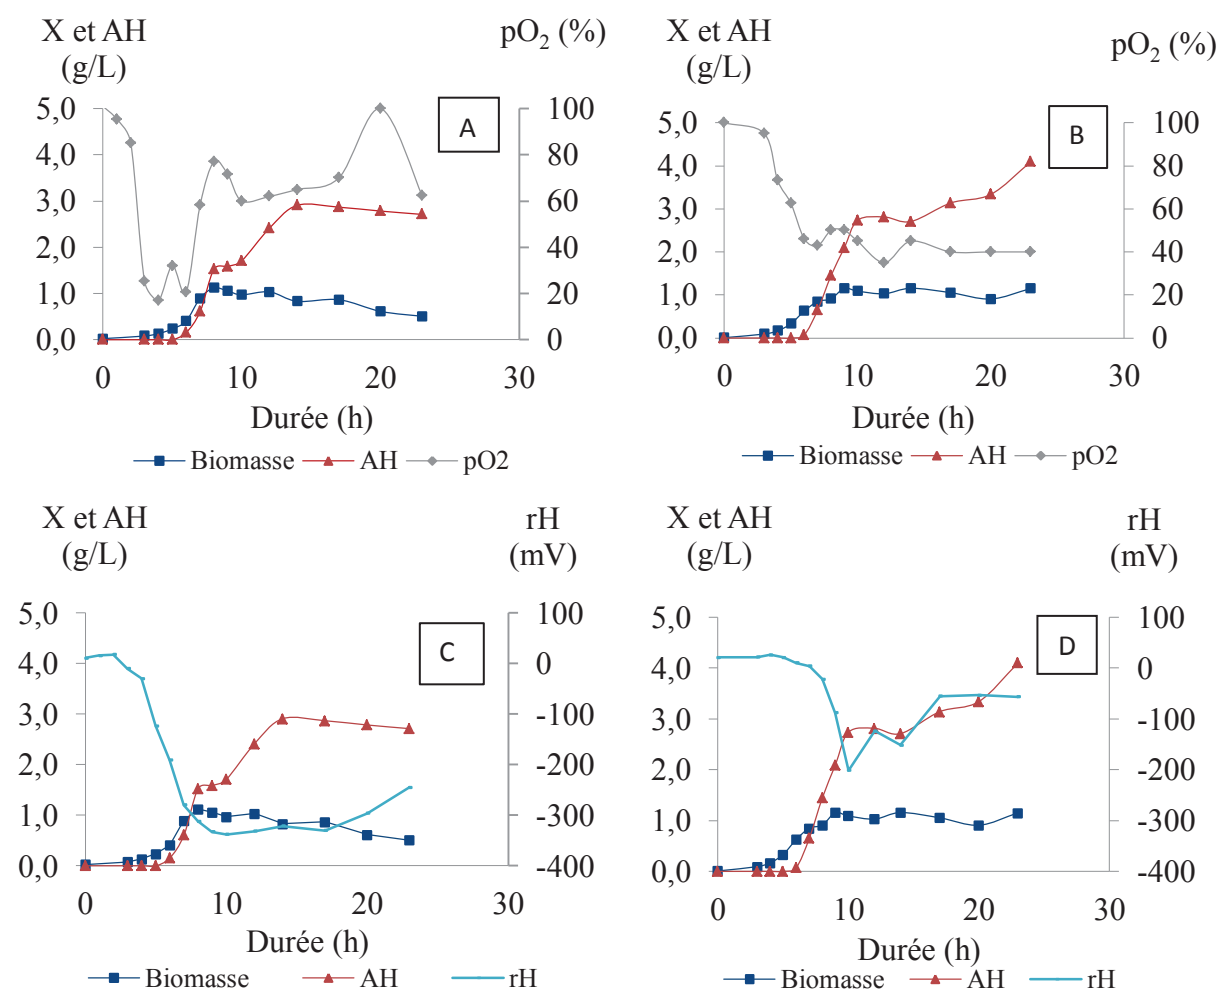 X et AH
(g/L)
pO2 (%)
A
5,0
4,0
3,0
2,0
1,0
0,0
100
80
60
40
20
0
0 10 20 30
Durée (h)
Biomasse AH pO2
X et AH
(g/L)
pO2 (%)
B
5,0
4,0
3,0
2,0
1,0
0,0
100
80
60
40
20
0
0 10 20 30
Durée (h)
Biomasse AH pO2
X et AH
(g/L)
rH
(mV)
C
5,0
4,0
3,0
2,0
1,0
0,0
100
0
-100
-200
-300
-400
0 10 20 30
Durée (h)
Biomasse AH rH
X et AH
(g/L)
rH
(mV)
D
5,0
4,0
3,0
2,0
1,0
0,0
100
0
-100
-200
-300
-400
0 10 20 30
Durée (h)
Biomasse AH rH